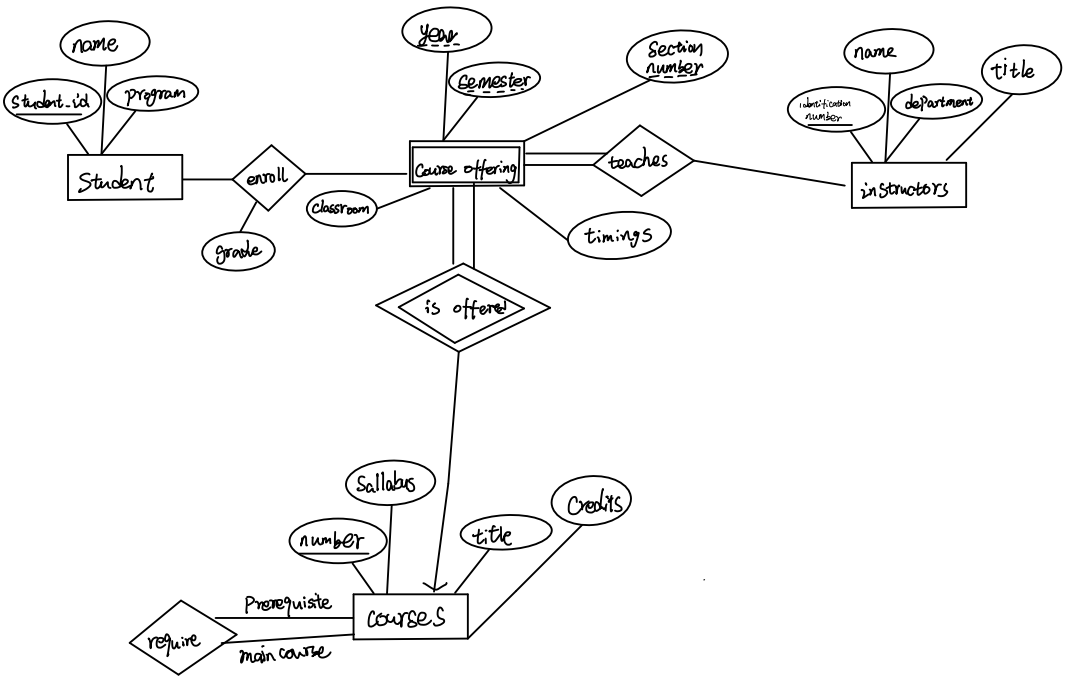 name
student_id
program
Student
enroll
grade
year
semester
Section
number
Course offering
classroom
timings
teaches
name
title
identification
number
department
instructors
is offered
Sallabus
number
title
Credits
courses
Prerequisite
require
main course